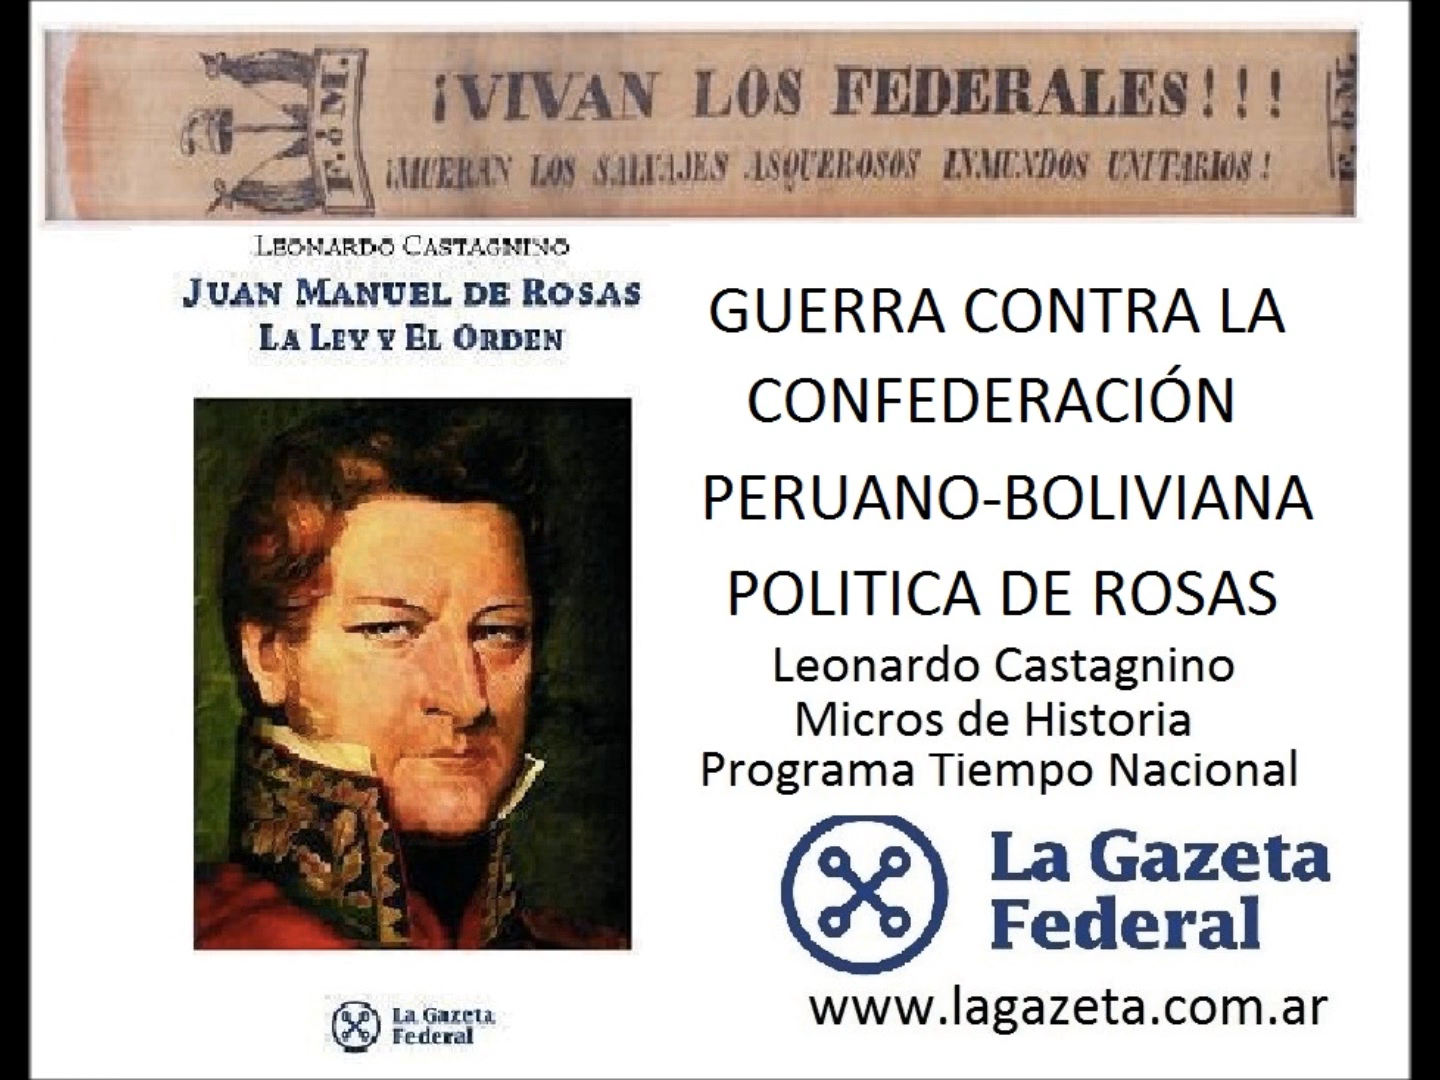 ¡VIVAN LOS FEDERALES!!!
¡MUERAN LOS SALVAJES ASQUEROSOS INMUNDOS UNITARIOS!
LEONARDO CASTAGNINO
JUAN MANUEL DE ROSAS
LA LEY Y EL ORDEN
GUERRA CONTRA LA
CONFEDERACIÓN
PERUANO-BOLIVIANA
POLITICA DE ROSAS
Leonardo Castagnino
Micros de Historia
Programa Tiempo Nacional
La Gazeta
Federal
www.lagazeta.com.ar
La Gazeta
Federal